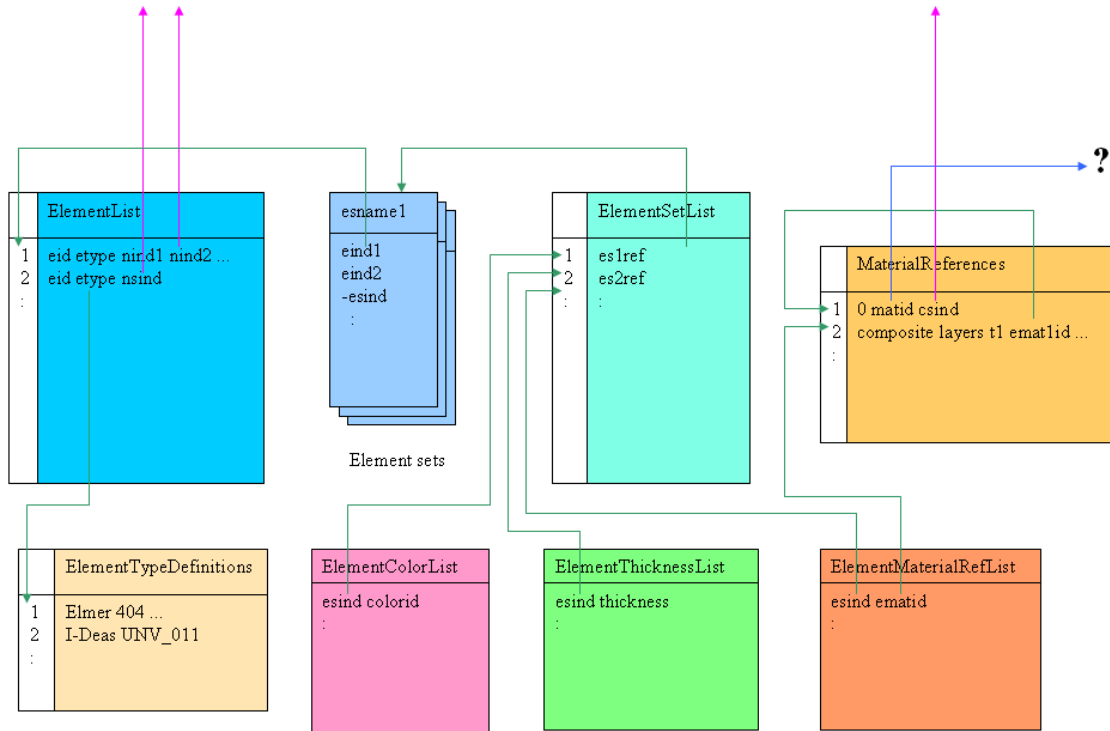 ?
ElementList
1 eid etype nind1 nind2 ...
2 eid etype nsind
:
esname1
eind1
eind2
-esind
:
Element sets
ElementSetList
1 es1ref
2 es2ref
: :
MaterialReferences
1 0 matid csind
2 composite layers t1 emat1id ...
:
ElementTypeDefinitions
1 Elmer 404 ...
2 I-Deas UNV_011
:
ElementColorList
esind colorid
:
ElementThicknessList
esind thickness
:
ElementMaterialRefList
esind ematid
: